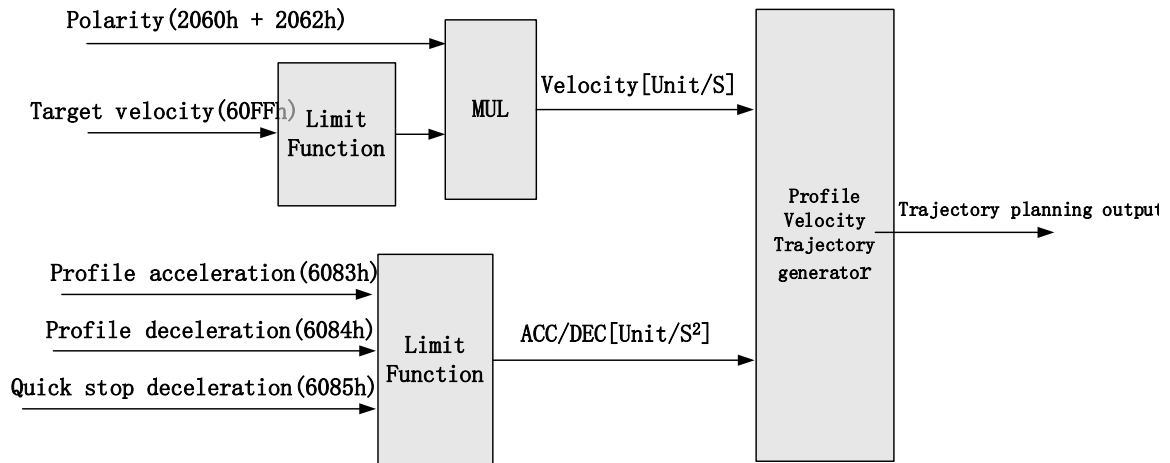 Polarity(2060h + 2062h)
Target velocity(60FFh)
Limit
Function
MUL
Velocity[Unit/S]
Profile
Velocity
Trajectory
generator
Trajectory planning output
Profile acceleration(6083h)
Profile deceleration(6084h)
Quick stop deceleration(6085h)
Limit
Function
ACC/DEC[Unit/S²]